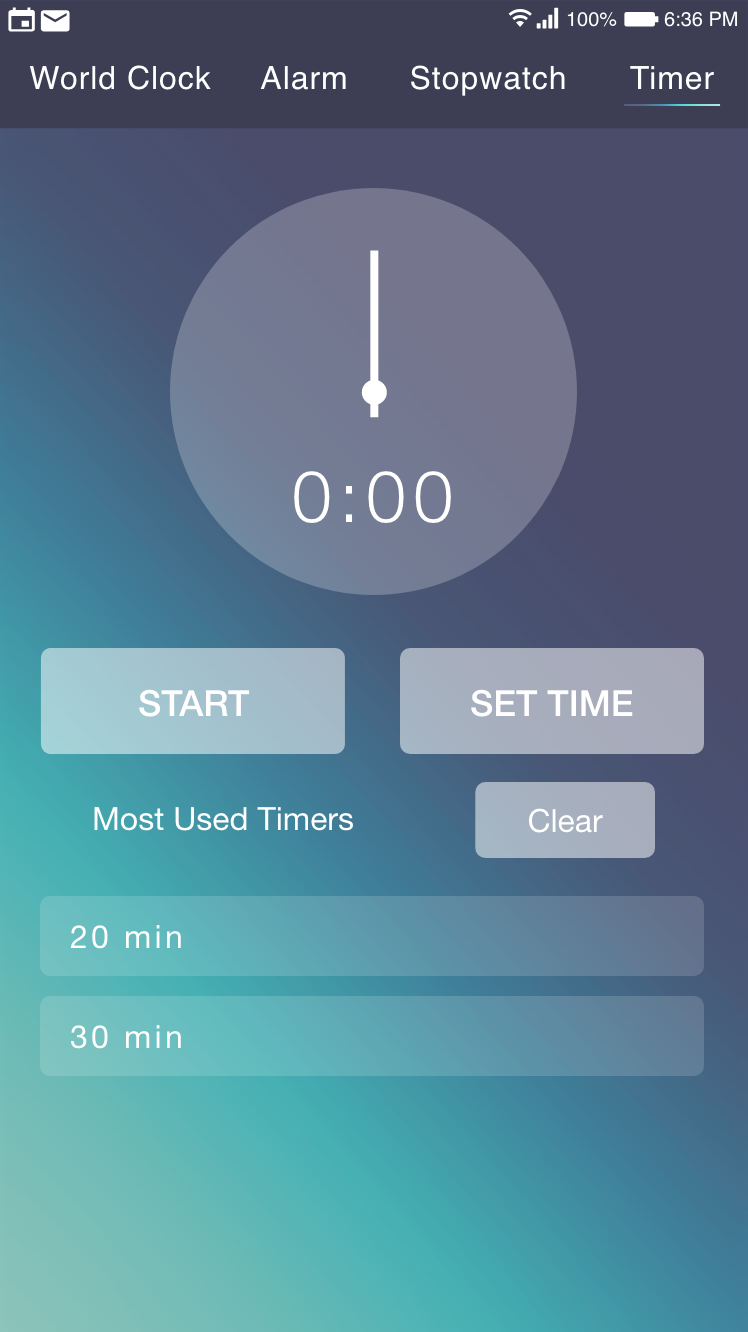 100% 6:36 PM
World Clock Alarm Stopwatch Timer
0:00
START SET TIME
Most Used Timers Clear
20 min
30 min